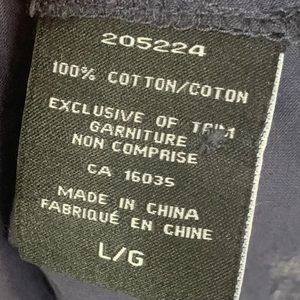 205224
100% COTTON/COTON
EXCLUSIVE OF TRIM
GARNITURE
NON COMPRISE
CA 16035
MADE IN CHINA
FABRIQUÉ EN CHINE
L/G